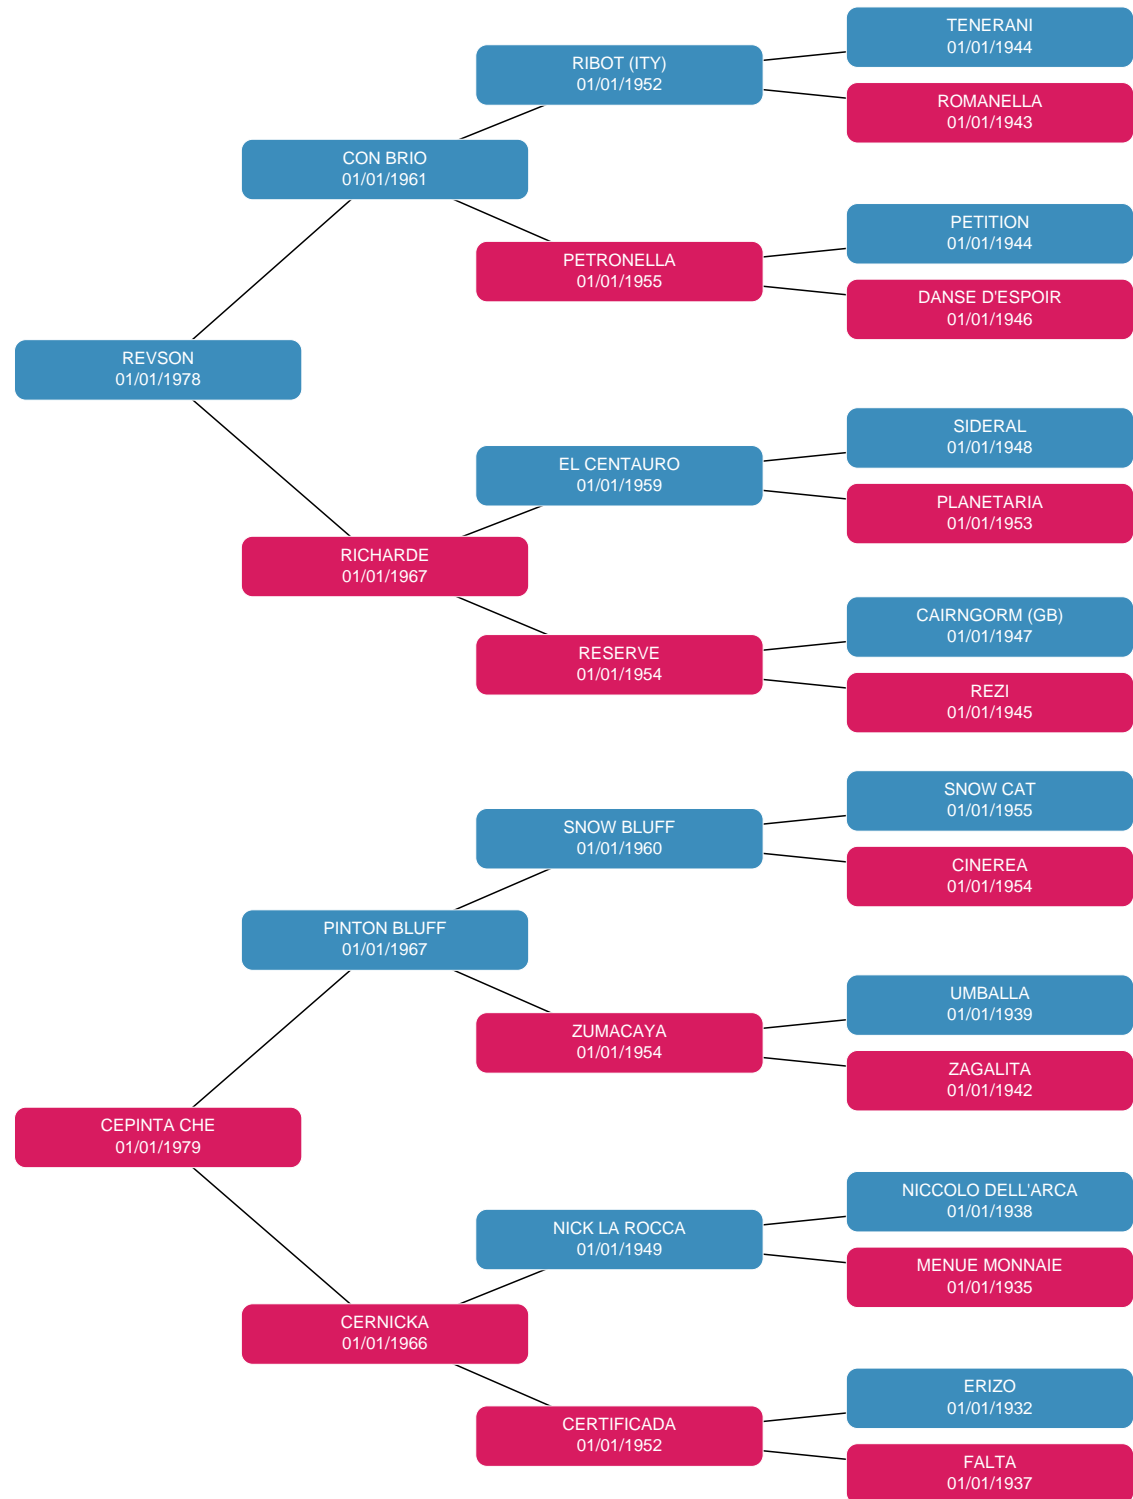 TENERANI
01/01/1944
RIBOT (ITY)
01/01/1952
ROMANELLA
01/01/1943
CON BRIO
01/01/1961
PETITION
01/01/1944
PETRONELLA
01/01/1955
DANSE D'ESPOIR
01/01/1946
REVSON
01/01/1978
SIDERAL
01/01/1948
EL CENTAURO
01/01/1959
PLANETARIA
01/01/1953
RICHARDE
01/01/1967
CAIRNGORM (GB)
01/01/1947
RESERVE
01/01/1954
REZI
01/01/1945
SNOW CAT
01/01/1955
SNOW BLUFF
01/01/1960
CINEREA
01/01/1954
PINTON BLUFF
01/01/1967
UMBALLA
01/01/1939
ZUMACAYA
01/01/1954
ZAGALITA
01/01/1942
CEPINTA CHE
01/01/1979
NICCOLO DELL'ARCA
01/01/1938
NICK LA ROCCA
01/01/1949
MENUE MONNAIE
01/01/1935
CERNICKA
01/01/1966
ERIZO
01/01/1932
CERTIFICADA
01/01/1952
FALTA
01/01/1937